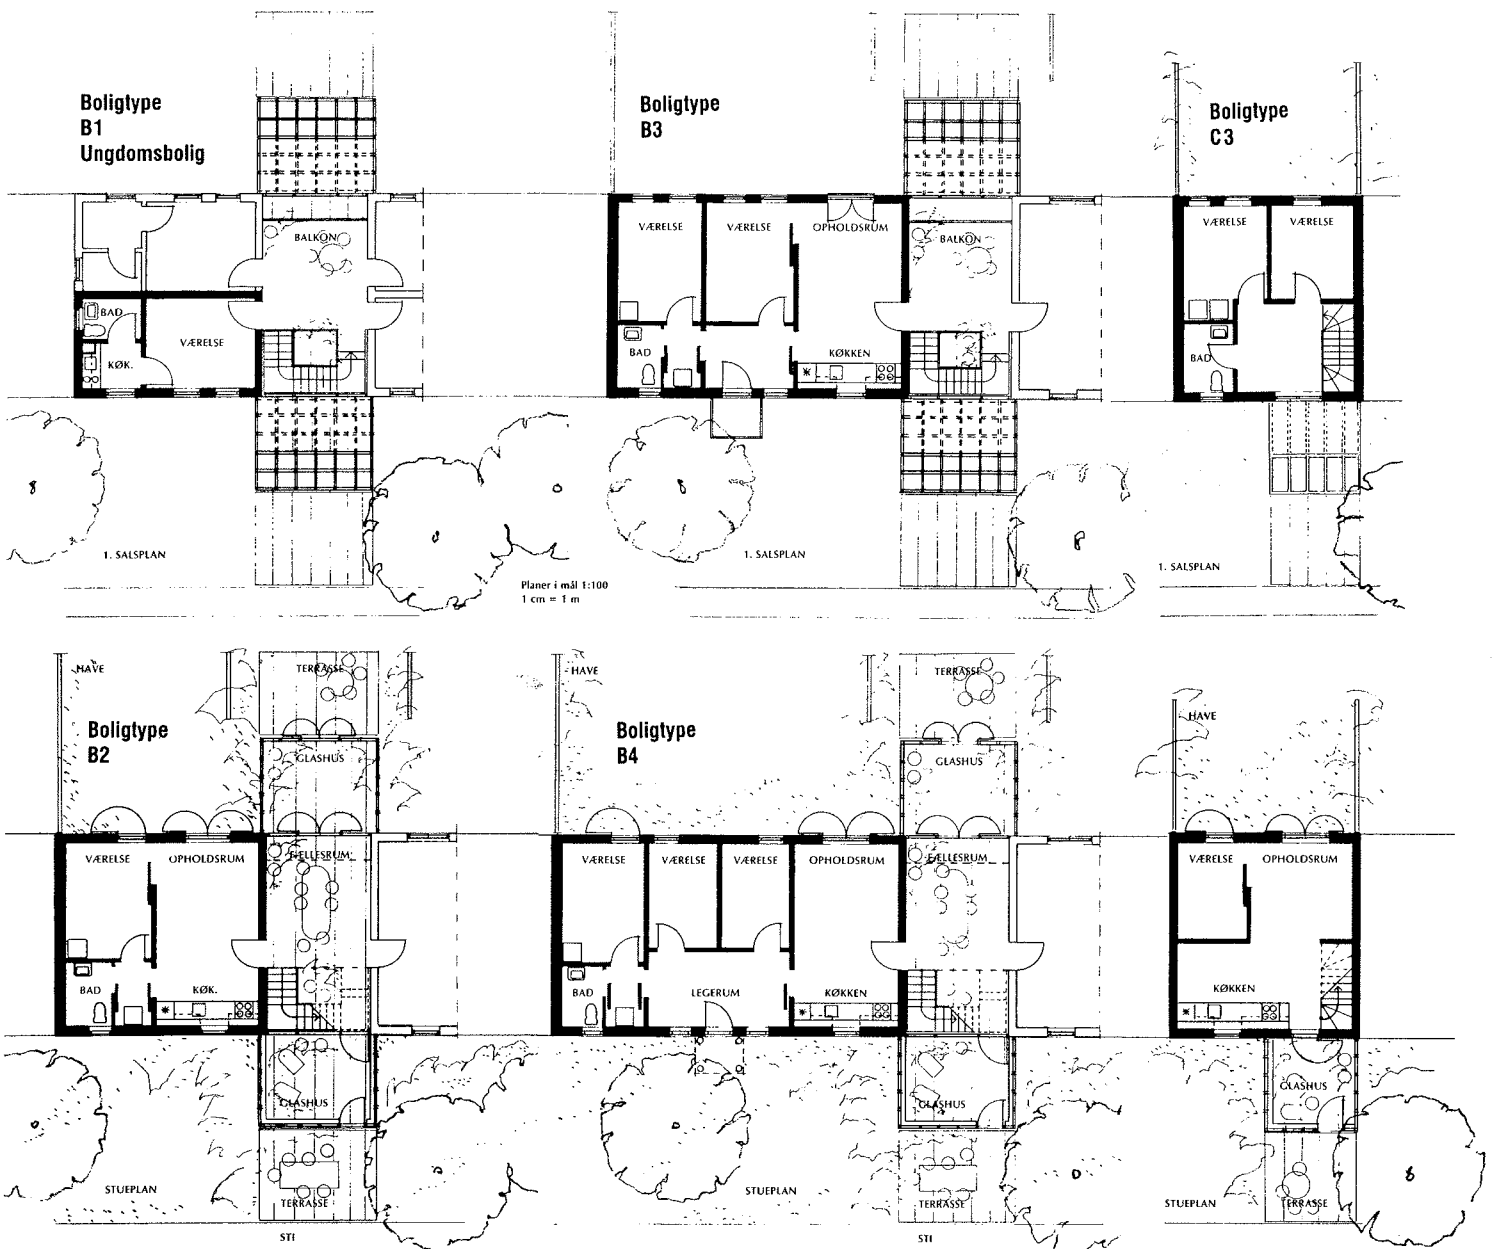 Boligtype
B1
Ungdomsbolig
BALKON
BAD
KØK.
VÆRELSE
1. SALSPLAN
Planer i mål 1:100
1 cm = 1 m
Boligtype
B3
VÆRELSE
VÆRELSE
OPHOLDSRUM
BALKON
BAD
KØKKEN
1. SALSPLAN
Boligtype
C3
VÆRELSE
VÆRELSE
BAD
1. SALSPLAN
HAVE
TERRASSE
Boligtype
B2
GLASHUS
VÆRELSE
OPHOLDSRUM
FÆLLESRUM
BAD
KØK.
GLASHUS
STUEPLAN
TERRASSE
STI
HAVE
TERRASSE
Boligtype
B4
GLASHUS
VÆRELSE
VÆRELSE
VÆRELSE
OPHOLDSRUM
FÆLLESRUM
BAD
LEGERUM
KØKKEN
GLASHUS
STUEPLAN
TERRASSE
STI
HAVE
VÆRELSE
OPHOLDSRUM
KØKKEN
GLASHUS
STUEPLAN
TERRASSE